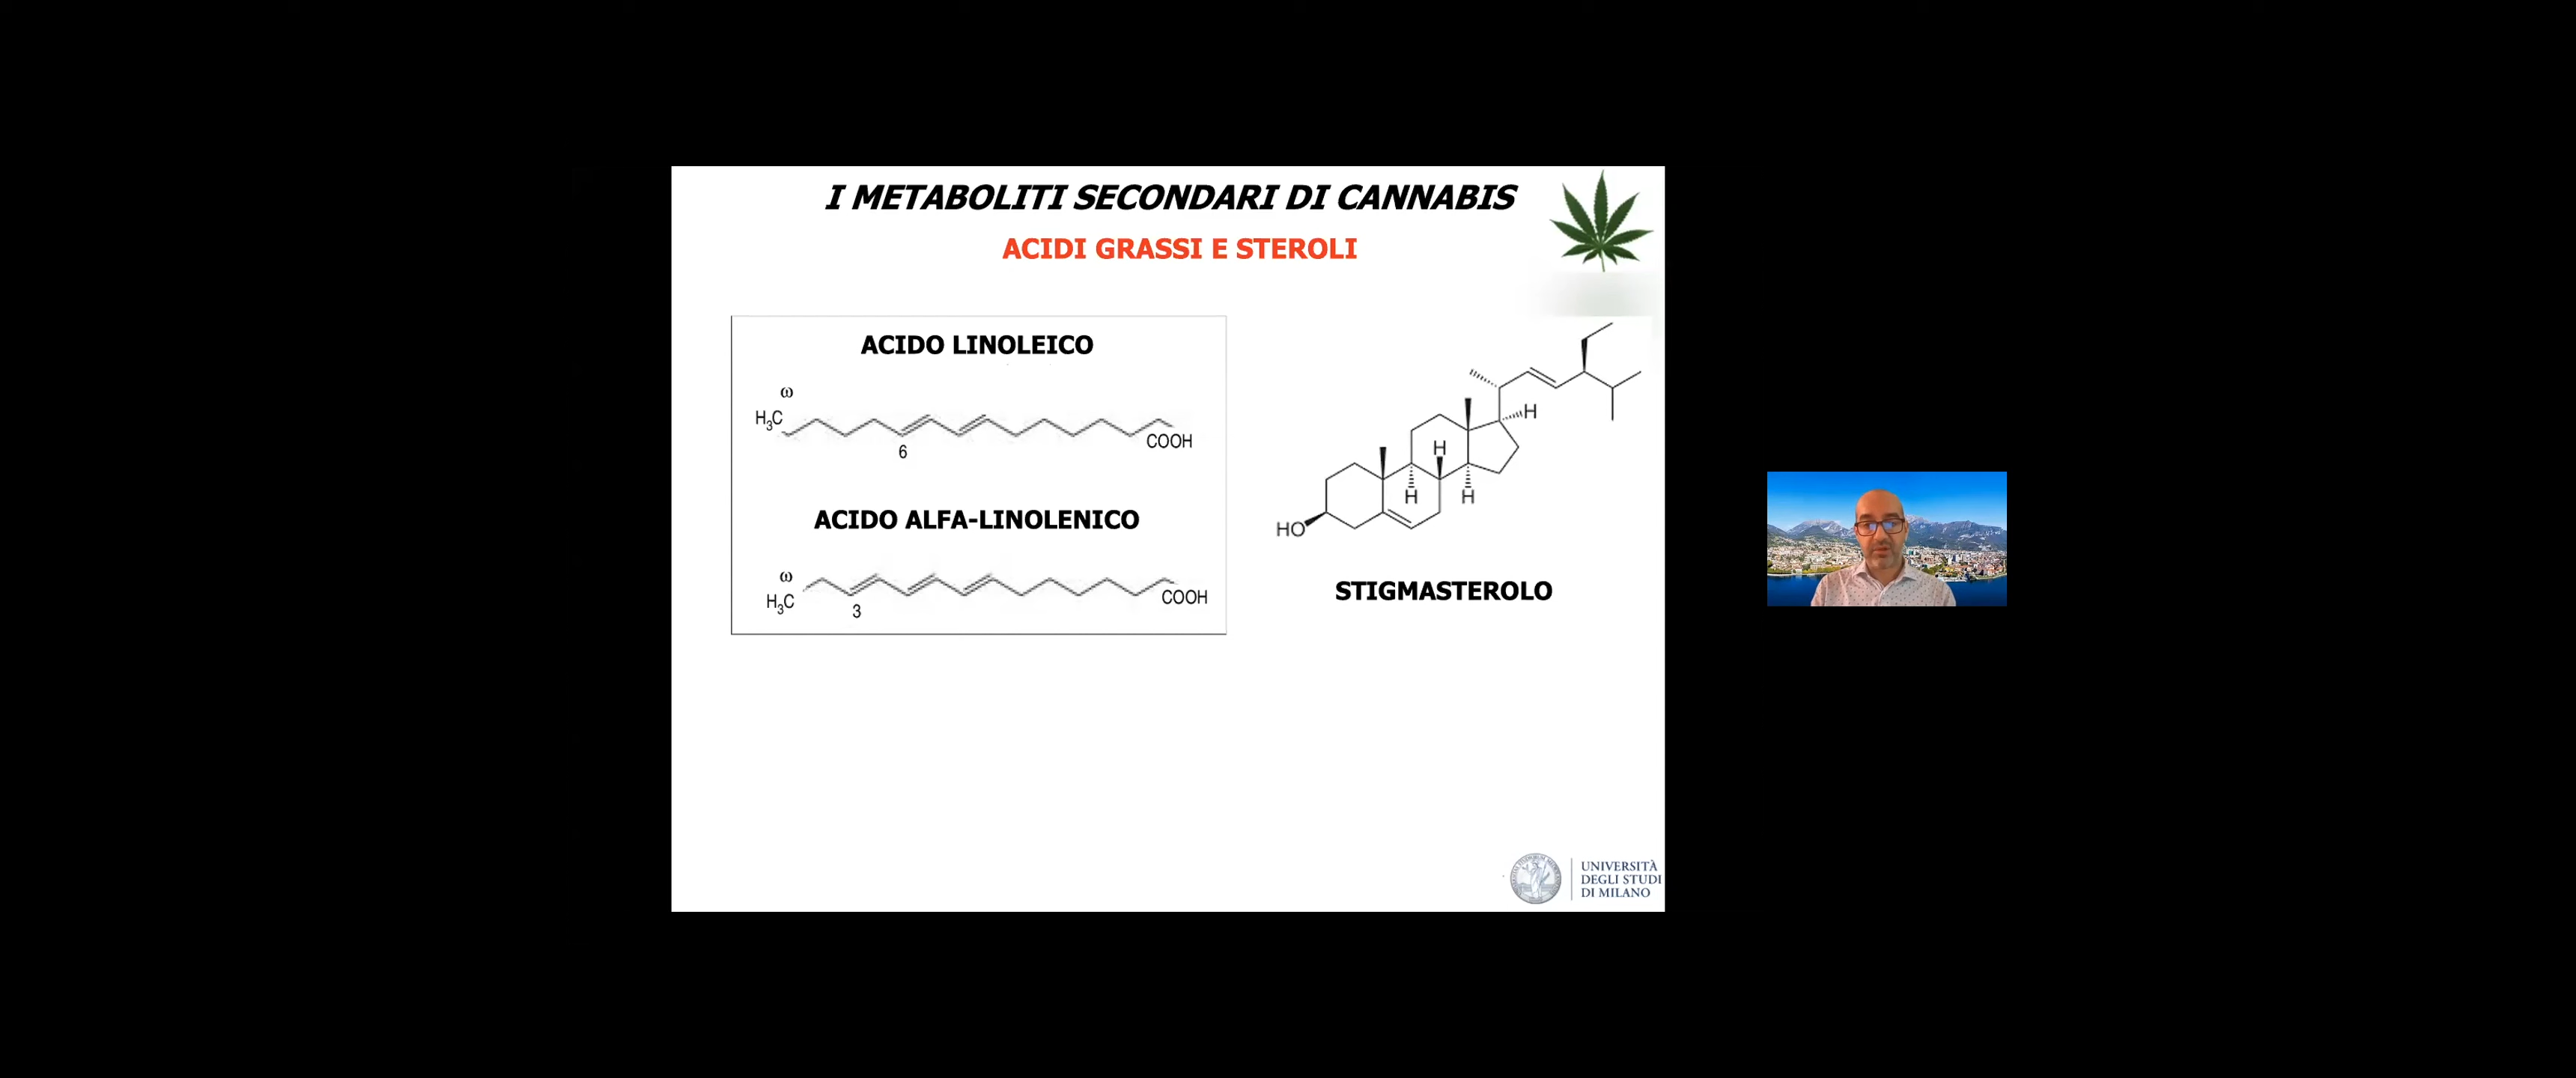 I METABOLITI SECONDARI DI CANNABIS
ACIDI GRASSI E STEROLI
ACIDO LINOLEICO
ω
H₃C
6
COOH
ACIDO ALFA-LINOLENICO
ω
H₃C
3
COOH
H
H
H
H
HO
STIGMASTEROLO
UNIVERSITÀ
DEGLI STUDI
DI MILANO